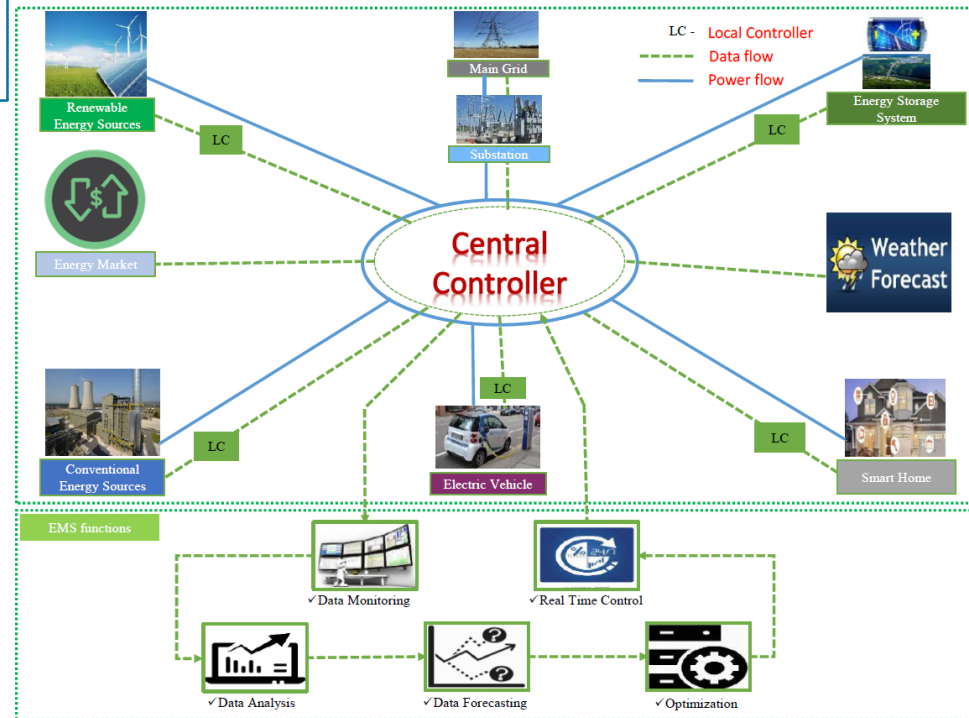 LC - Local Controller
Data flow
Power flow
Main Grid
Renewable
Energy Sources
Energy Storage
System
LC
LC
Substation
$
Energy Market
Central
Controller
Weather
Forecast
LC
LC
LC
Conventional
Energy Sources
Electric Vehicle
Smart Home
EMS functions
% 24/7
✓Data Monitoring
✓Real Time Control
?
?
✓Data Analysis
✓Data Forecasting
✓Optimization